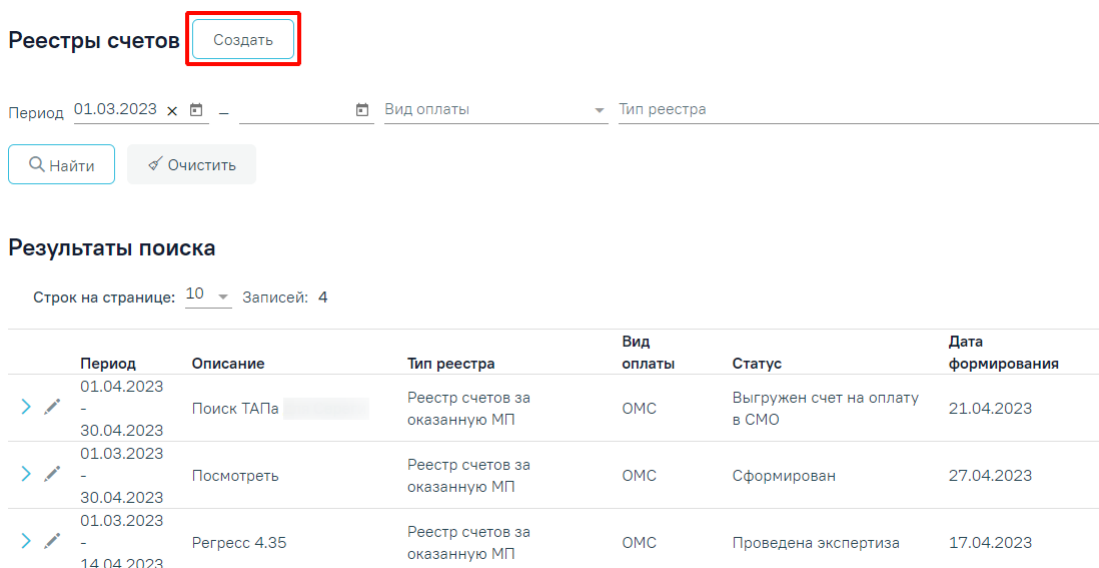 Реестры счетов Создать
Период 01.03.2023 – Вид оплаты Тип реестра
Найти Очистить
Результаты поиска
Строк на странице: 10 Записей: 4
Период Описание Тип реестра Вид оплаты Статус Дата формирования
01.04.2023 - 30.04.2023 Поиск ТАПа Реестр счетов за оказанную МП ОМС Выгружен счет на оплату в СМО 21.04.2023
01.03.2023 - 30.04.2023 Посмотреть Реестр счетов за оказанную МП ОМС Сформирован 27.04.2023
01.03.2023 - 14.04.2023 Регресс 4.35 Реестр счетов за оказанную МП ОМС Проведена экспертиза 17.04.2023